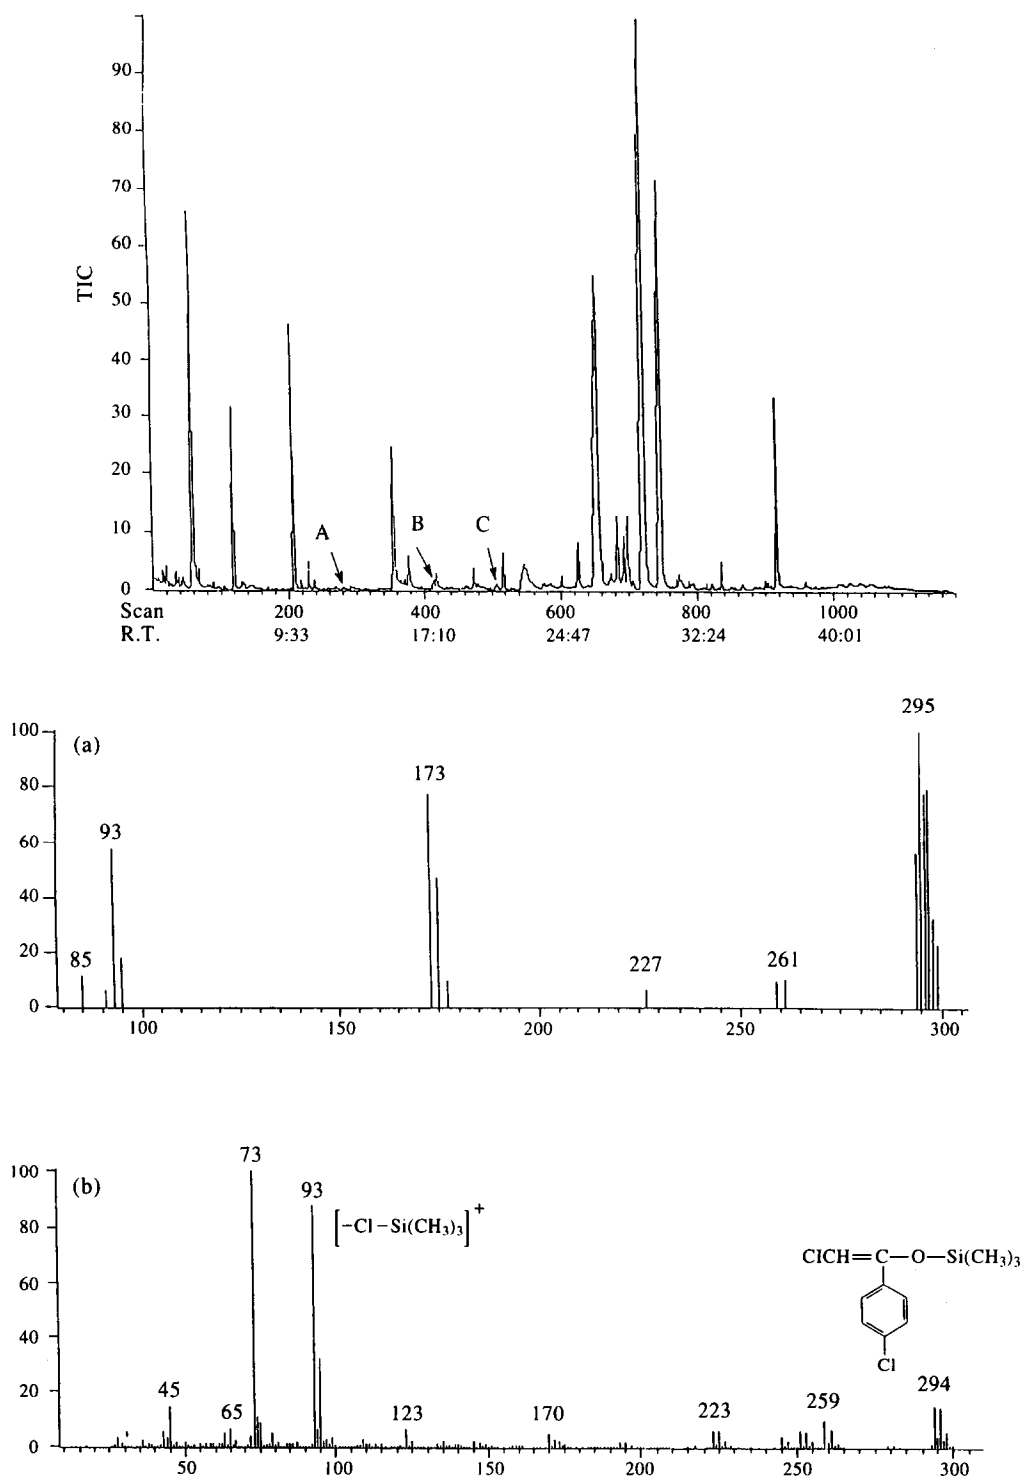 90
80
70
60
50
40
30
20
10
0
TIC
A
B
C
Scan 200 400 600 800 1000
R.T. 9:33 17:10 24:47 32:24 40:01
(a)
100
80
60
40
20
0
85
93
173
227
261
295
100 150 200 250 300
(b)
100
80
60
40
20
0
45
65
73
93
[-Cl-Si(CH₃)₃]⁺
123
170
223
259
294
ClCH=C-O-Si(CH₃)₃
Cl
50 100 150 200 250 300